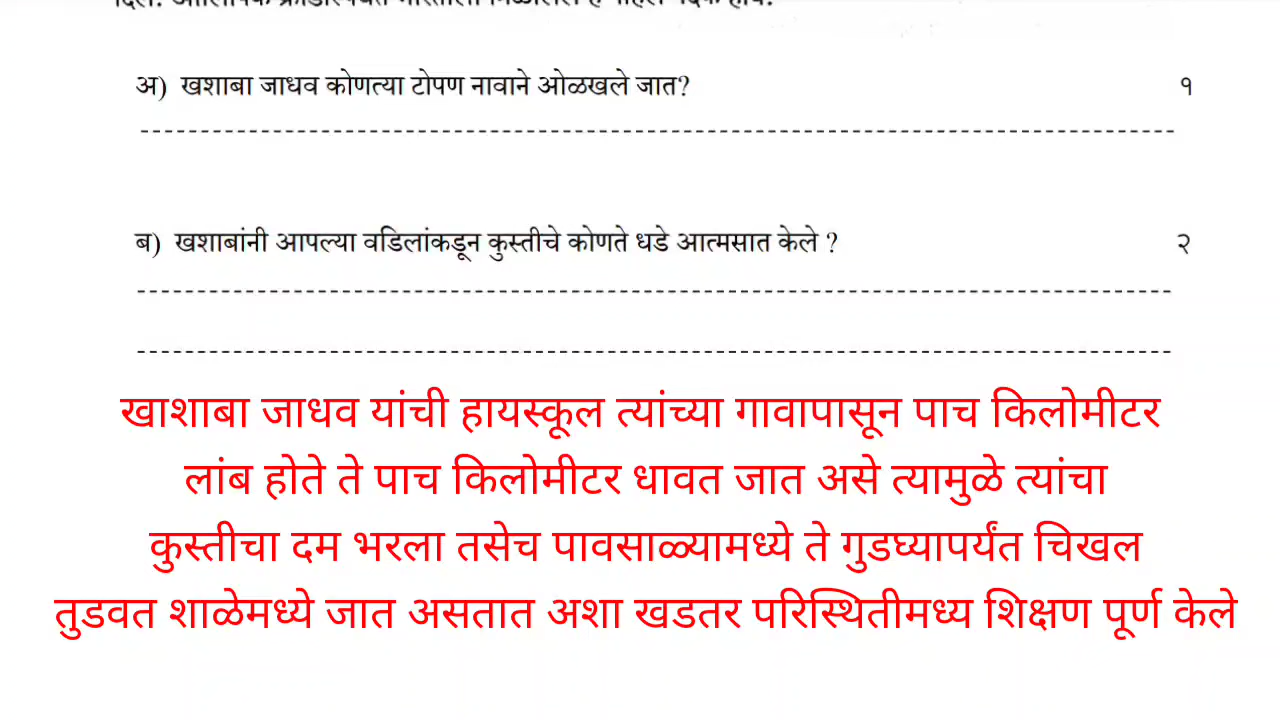 अ) खशाबा जाधव कोणत्या टोपण नावाने ओळखले जात? १
ब) खशाबांनी आपल्या वडिलांकडून कुस्तीचे कोणते धडे आत्मसात केले ? २
खाशाबा जाधव यांची हायस्कूल त्यांच्या गावापासून पाच किलोमीटर
लांब होते ते पाच किलोमीटर धावत जात असे त्यामुळे त्यांचा
कुस्तीचा दम भरला तसेच पावसाळ्यामध्ये ते गुडघ्यापर्यंत चिखल
तुडवत शाळेमध्ये जात असतात अशा खडतर परिस्थितीमध्य शिक्षण पूर्ण केले